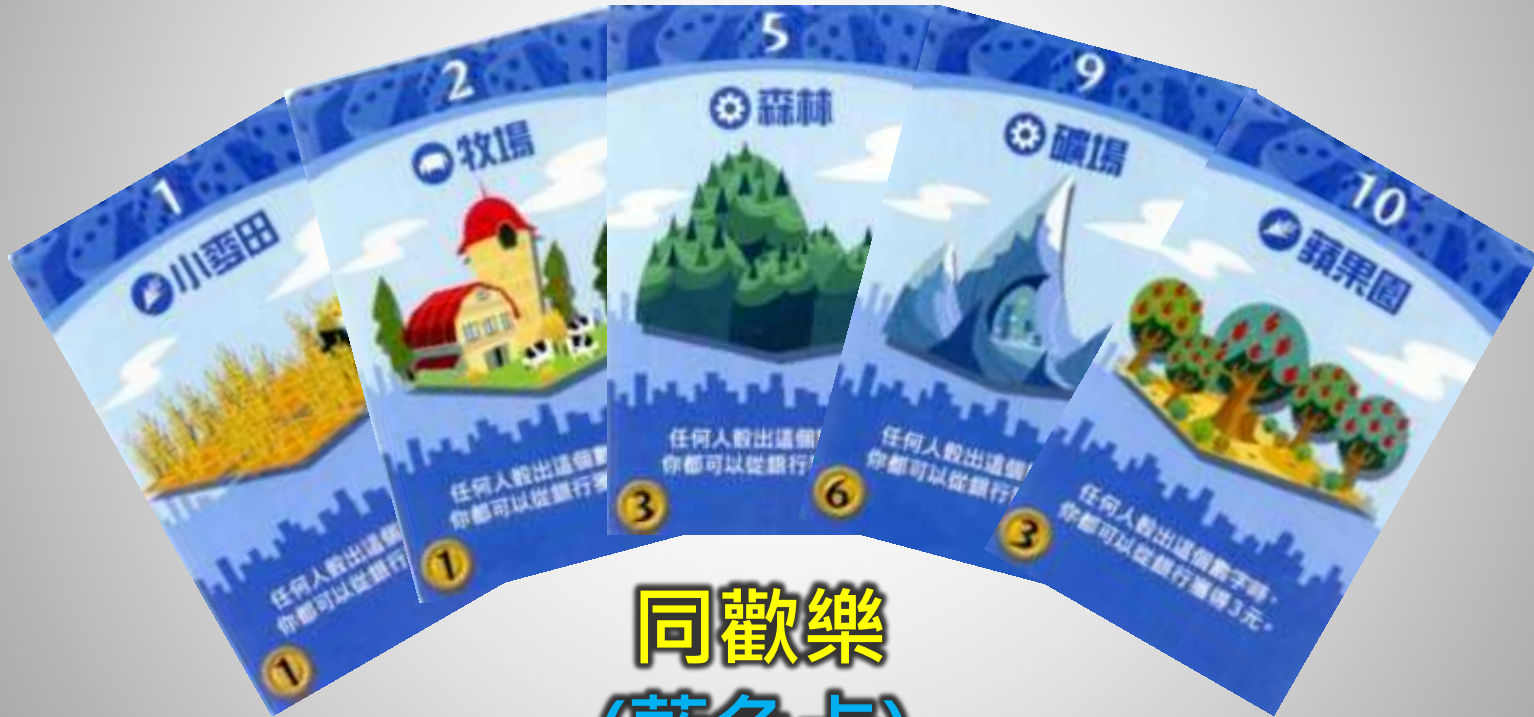 1
小麥田
任何人骰出這個
你都可以從銀行
1
2
牧場
任何人骰出這個
你都可以從銀行
1
5
森林
任何人骰出這個
你都可以從銀行
3
9
礦場
任何人骰出這個
你都可以從銀行
6
10
蘋果園
任何人骰出這個數字時，
你都可以從銀行獲得3元。
3
同歡樂
(藍色卡)